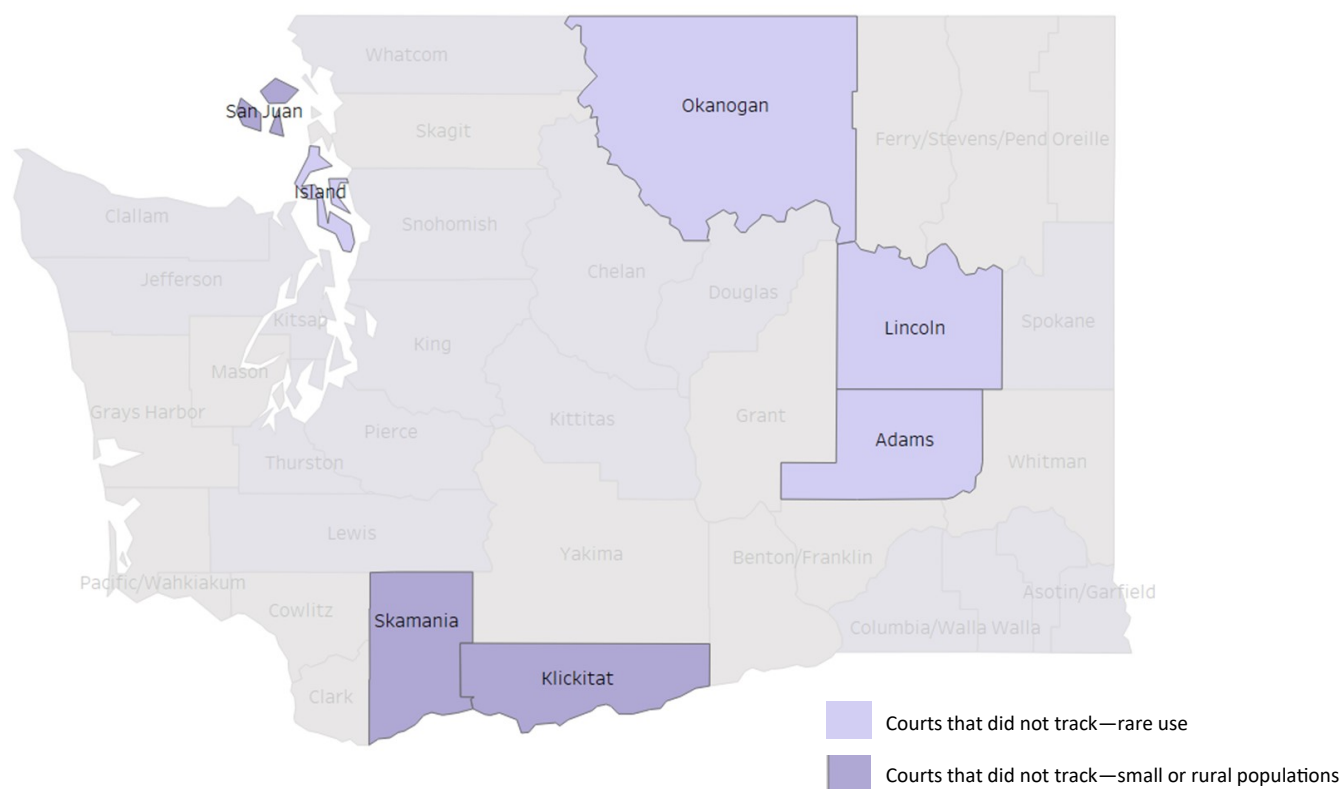 Whatcom
Okanogan
San Juan
Skagit
Ferry/Stevens/Pend Oreille
Island
Clallam
Snohomish
Chelan
Jefferson
Douglas
Kitsap
Spokane
Lincoln
King
Mason
Grays Harbor
Kittitas
Grant
Pierce
Adams
Thurston
Whitman
Lewis
Yakima
Benton/Franklin
Pacific/Wahkiakum
Asotin/Garfield
Cowlitz
Skamania
Columbia/Walla Walla
Klickitat
Clark
Courts that did not track—rare use
Courts that did not track—small or rural populations